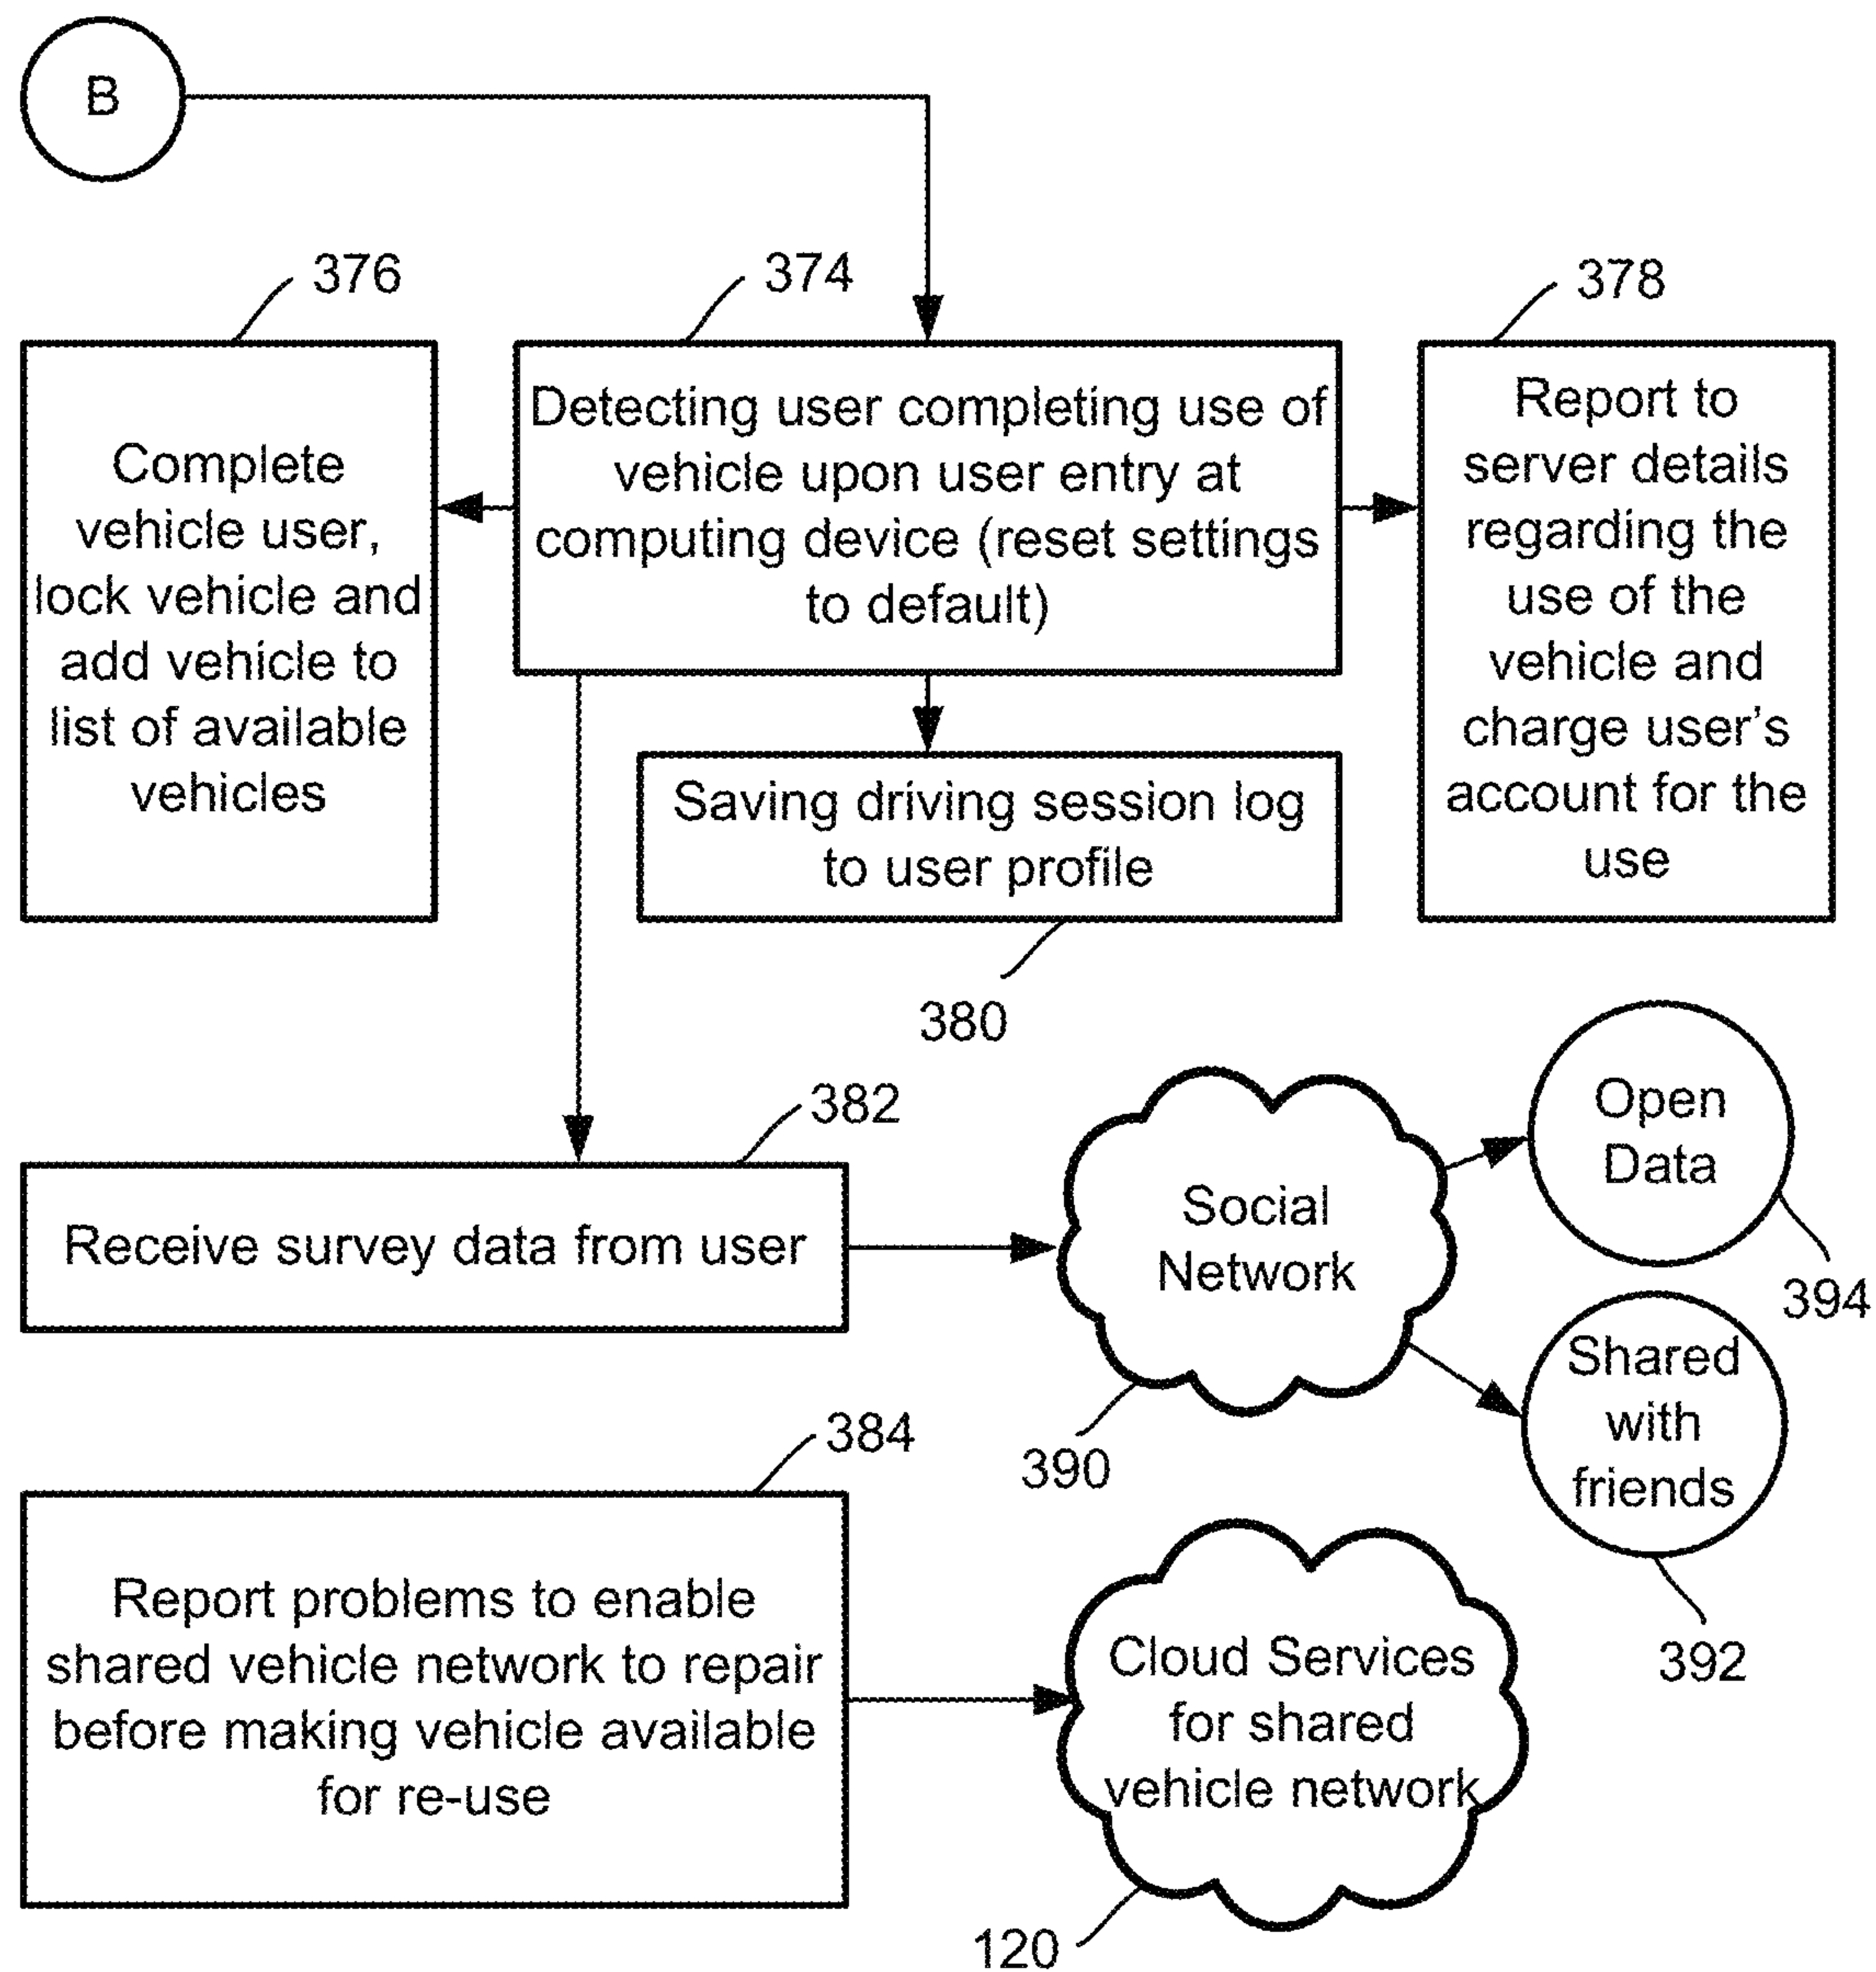 B
376
374
378
Complete
vehicle user,
lock vehicle and
add vehicle to
list of available
vehicles
Detecting user completing use of
vehicle upon user entry at
computing device (reset settings
to default)
Report to
server details
regarding the
use of the
vehicle and
charge user's
account for the
use
Saving driving session log
to user profile
380
382
Receive survey data from user
Social
Network
390
Open
Data
394
Shared
with
friends
392
384
Report problems to enable
shared vehicle network to repair
before making vehicle available
for re-use
Cloud Services
for shared
vehicle network
120